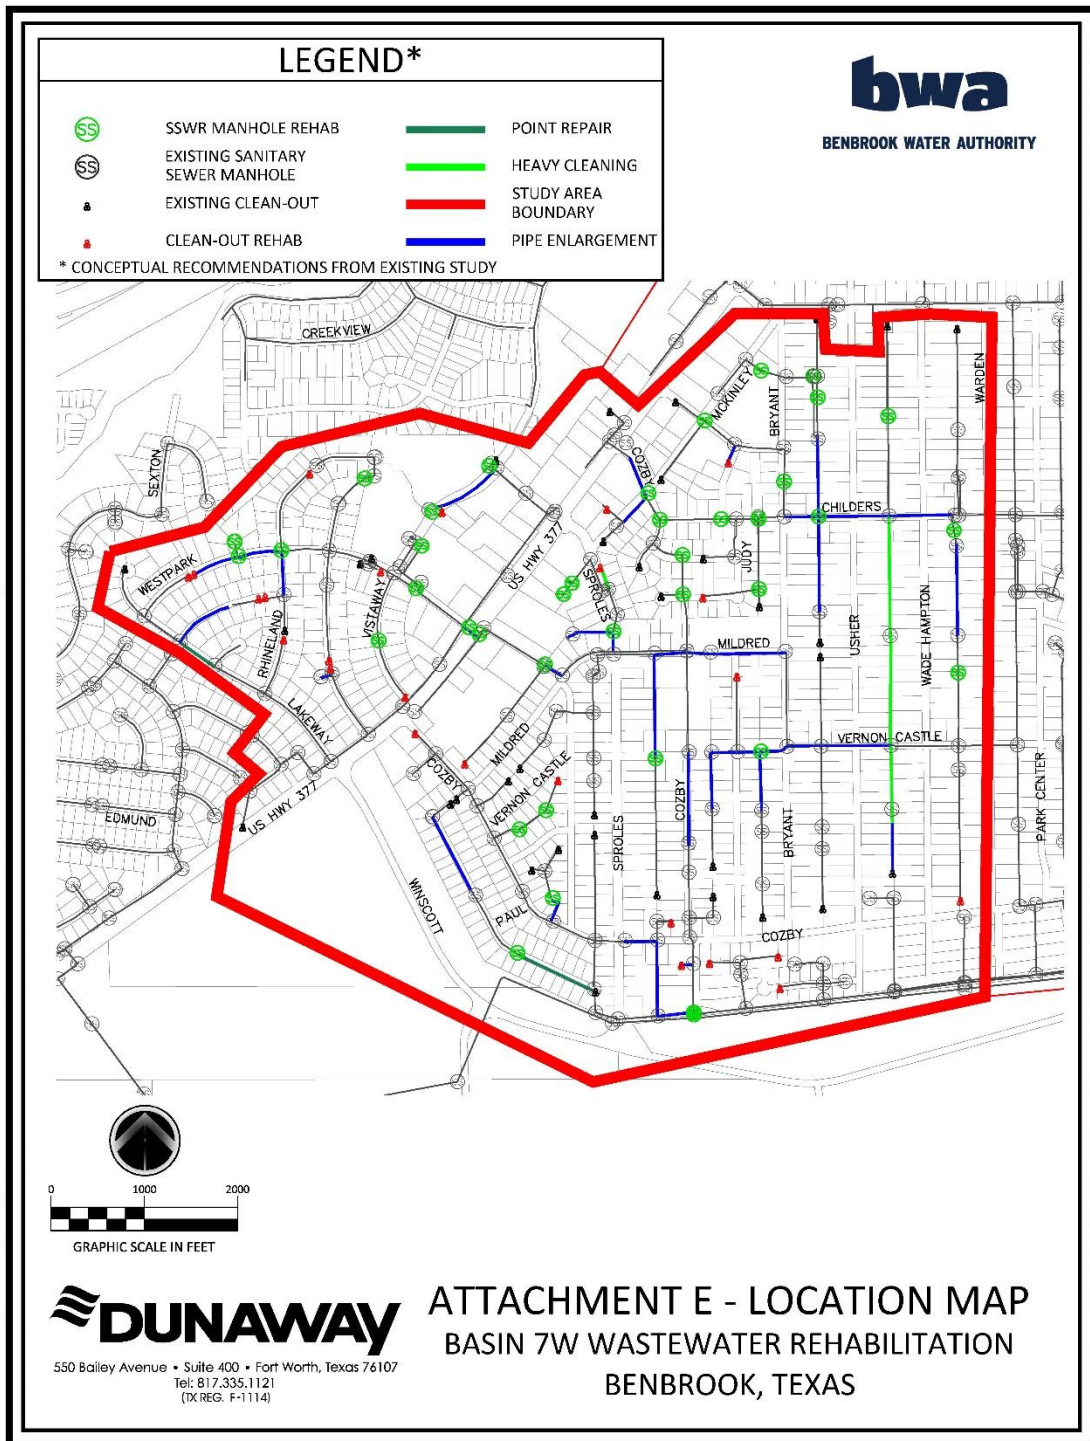 LEGEND*
SS SSWR MANHOLE REHAB
SS EXISTING SANITARY
SEWER MANHOLE
EXISTING CLEAN-OUT
CLEAN-OUT REHAB
POINT REPAIR
HEAVY CLEANING
STUDY AREA
BOUNDARY
PIPE ENLARGEMENT
* CONCEPTUAL RECOMMENDATIONS FROM EXISTING STUDY
bwa
BENBROOK WATER AUTHORITY
CREEKVIEW
SEXTON
MCKINLEY
BRYANT
WARDEN
COZBY
US HWY 377
CHILDERS
WESTPARK
VISTAWAY
SPROLES
JUDY
RHINELAND
MILDRED
USHER
WADE HAMPTON
LAKEWAY
MILDRED
VERNON CASTLE
COZBY
VERNON CASTLE
COZBY
PARK CENTER
EDMUND
US HWY 377
SPROLES
BRYANT
WINSCOTT
PAUL
COZBY
0 1000 2000
GRAPHIC SCALE IN FEET
DUNAWAY
550 Bailey Avenue • Suite 400 • Fort Worth, Texas 76107
Tel: 817.335.1121
(TX REG. F-1114)
ATTACHMENT E - LOCATION MAP
BASIN 7W WASTEWATER REHABILITATION
BENBROOK, TEXAS